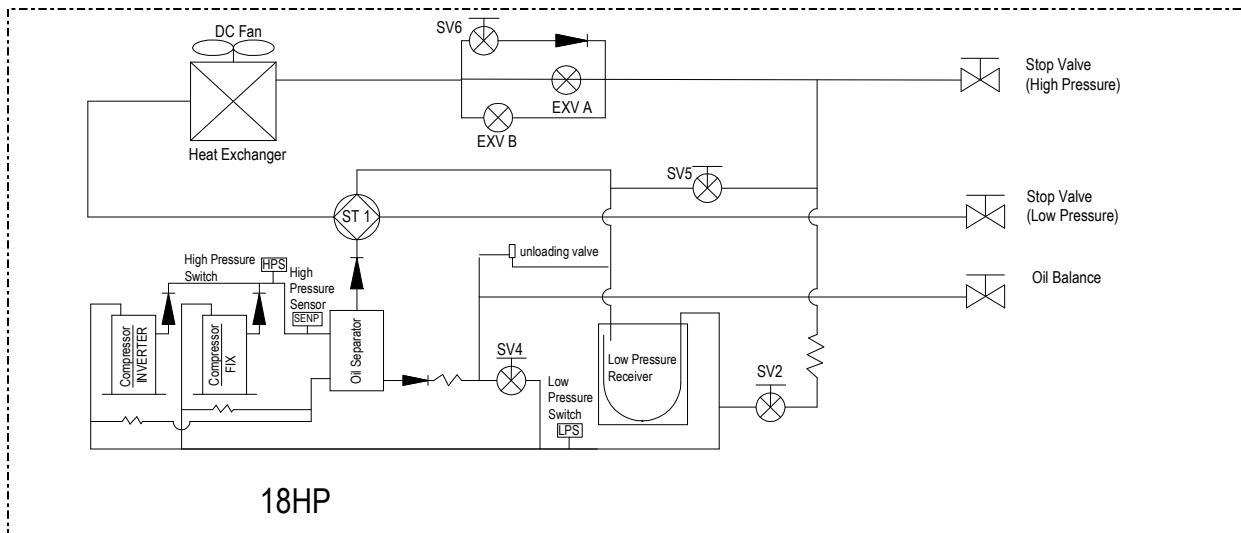 DC Fan
SV6
Stop Valve
(High Pressure)
EXV A
EXV B
Heat Exchanger
SV5
ST 1
Stop Valve
(Low Pressure)
unloading valve
High Pressure
Switch
HPS
High
Pressure
Sensor
SENP
Oil Balance
Compressor
INVERTER
Compressor
FIX
Oil Separator
SV4
Low
Pressure
Switch
LPS
Low Pressure
Receiver
SV2
18HP